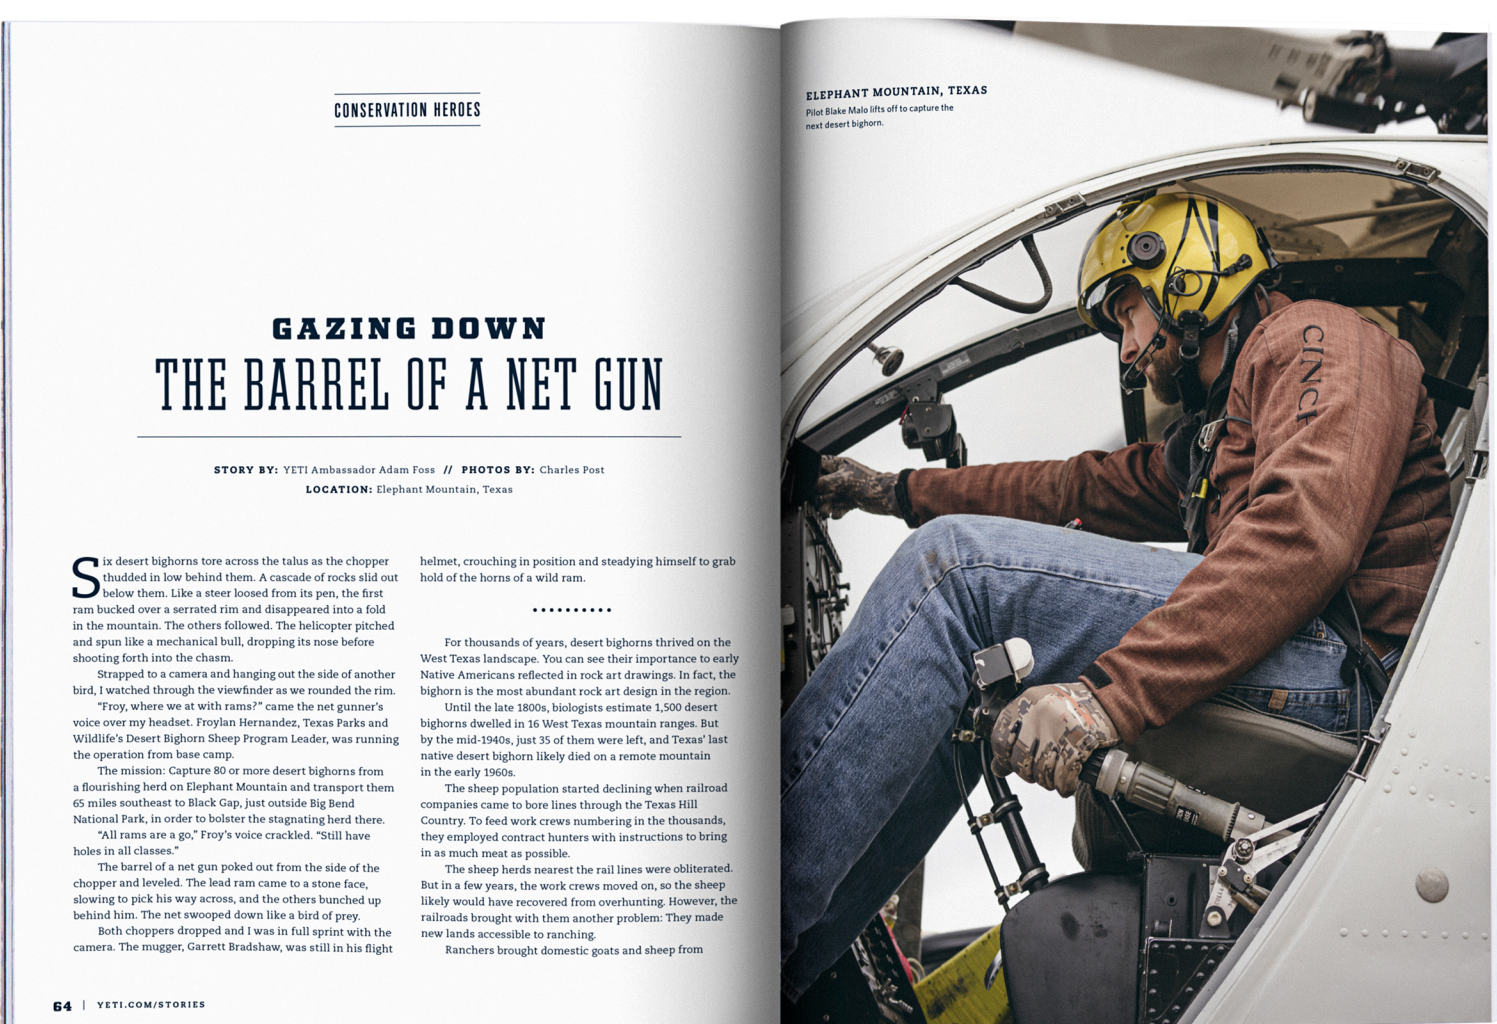 CONSERVATION HEROES
GAZING DOWN
THE BARREL OF A NET GUN
STORY BY: YETI Ambassador Adam Foss // PHOTOS BY: Charles Post
LOCATION: Elephant Mountain, Texas
Six desert bighorns tore across the talus as the chopper
thudded in low behind them. A cascade of rocks slid out
below them. Like a steer loosed from its pen, the first
ram bucked over a serrated rim and disappeared into a fold
in the mountain. The others followed. The helicopter pitched
and spun like a mechanical bull, dropping its nose before
shooting forth into the chasm.
Strapped to a camera and hanging out the side of another
bird, I watched through the viewfinder as we rounded the rim.
“Froy, where we at with rams?” came the net gunner’s
voice over my headset. Froylan Hernandez, Texas Parks and
Wildlife’s Desert Bighorn Sheep Program Leader, was running
the operation from base camp.
The mission: Capture 80 or more desert bighorns from
a flourishing herd on Elephant Mountain and transport them
65 miles southeast to Black Gap, just outside Big Bend
National Park, in order to bolster the stagnating herd there.
“All rams are a go,” Froy’s voice crackled. “Still have
holes in all classes.”
The barrel of a net gun poked out from the side of the
chopper and leveled. The lead ram came to a stone face,
slowing to pick his way across, and the others bunched up
behind him. The net swooped down like a bird of prey.
Both choppers dropped and I was in full sprint with the
camera. The mugger, Garrett Bradshaw, was still in his flight
helmet, crouching in position and steadying himself to grab
hold of the horns of a wild ram.
••••••••••
For thousands of years, desert bighorns thrived on the
West Texas landscape. You can see their importance to early
Native Americans reflected in rock art drawings. In fact, the
bighorn is the most abundant rock art design in the region.
Until the late 1800s, biologists estimate 1,500 desert
bighorns dwelled in 16 West Texas mountain ranges. But
by the mid-1940s, just 35 of them were left, and Texas’ last
native desert bighorn likely died on a remote mountain
in the early 1960s.
The sheep population started declining when railroad
companies came to bore lines through the Texas Hill
Country. To feed work crews numbering in the thousands,
they employed contract hunters with instructions to bring
in as much meat as possible.
The sheep herds nearest the rail lines were obliterated.
But in a few years, the work crews moved on, so the sheep
likely would have recovered from overhunting. However, the
railroads brought with them another problem: They made
new lands accessible to ranching.
Ranchers brought domestic goats and sheep from
64 | YETI.COM/STORIES
ELEPHANT MOUNTAIN, TEXAS
Pilot Blake Malo lifts off to capture the
next desert bighorn.
CINCH